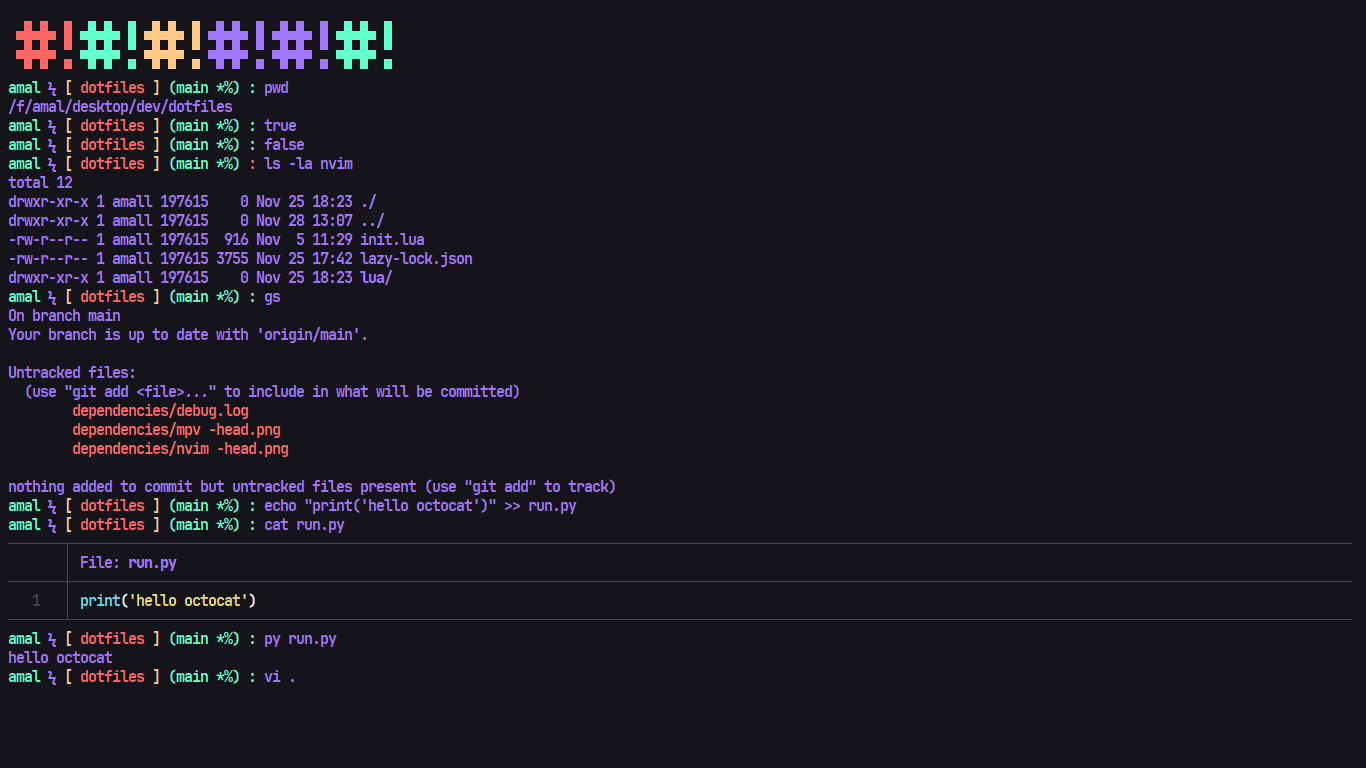 #!#!#!#!#!#!
amal ϟ [ dotfiles ] (main *%) : pwd
/f/amal/desktop/dev/dotfiles
amal ϟ [ dotfiles ] (main *%) : true
amal ϟ [ dotfiles ] (main *%) : false
amal ϟ [ dotfiles ] (main *%) : ls -la nvim
total 12
drwxr-xr-x 1 amall 197615    0 Nov 25 18:23 ./
drwxr-xr-x 1 amall 197615    0 Nov 28 13:07 ../
-rw-r--r-- 1 amall 197615  916 Nov  5 11:29 init.lua
-rw-r--r-- 1 amall 197615 3755 Nov 25 17:42 lazy-lock.json
drwxr-xr-x 1 amall 197615    0 Nov 25 18:23 lua/
amal ϟ [ dotfiles ] (main *%) : gs
On branch main
Your branch is up to date with 'origin/main'.

Untracked files:
  (use "git add <file>..." to include in what will be committed)
        dependencies/debug.log
        dependencies/mpv -head.png
        dependencies/nvim -head.png

nothing added to commit but untracked files present (use "git add" to track)
amal ϟ [ dotfiles ] (main *%) : echo "print('hello octocat')" >> run.py
amal ϟ [ dotfiles ] (main *%) : cat run.py
File: run.py
1 print('hello octocat')
amal ϟ [ dotfiles ] (main *%) : py run.py
hello octocat
amal ϟ [ dotfiles ] (main *%) : vi .